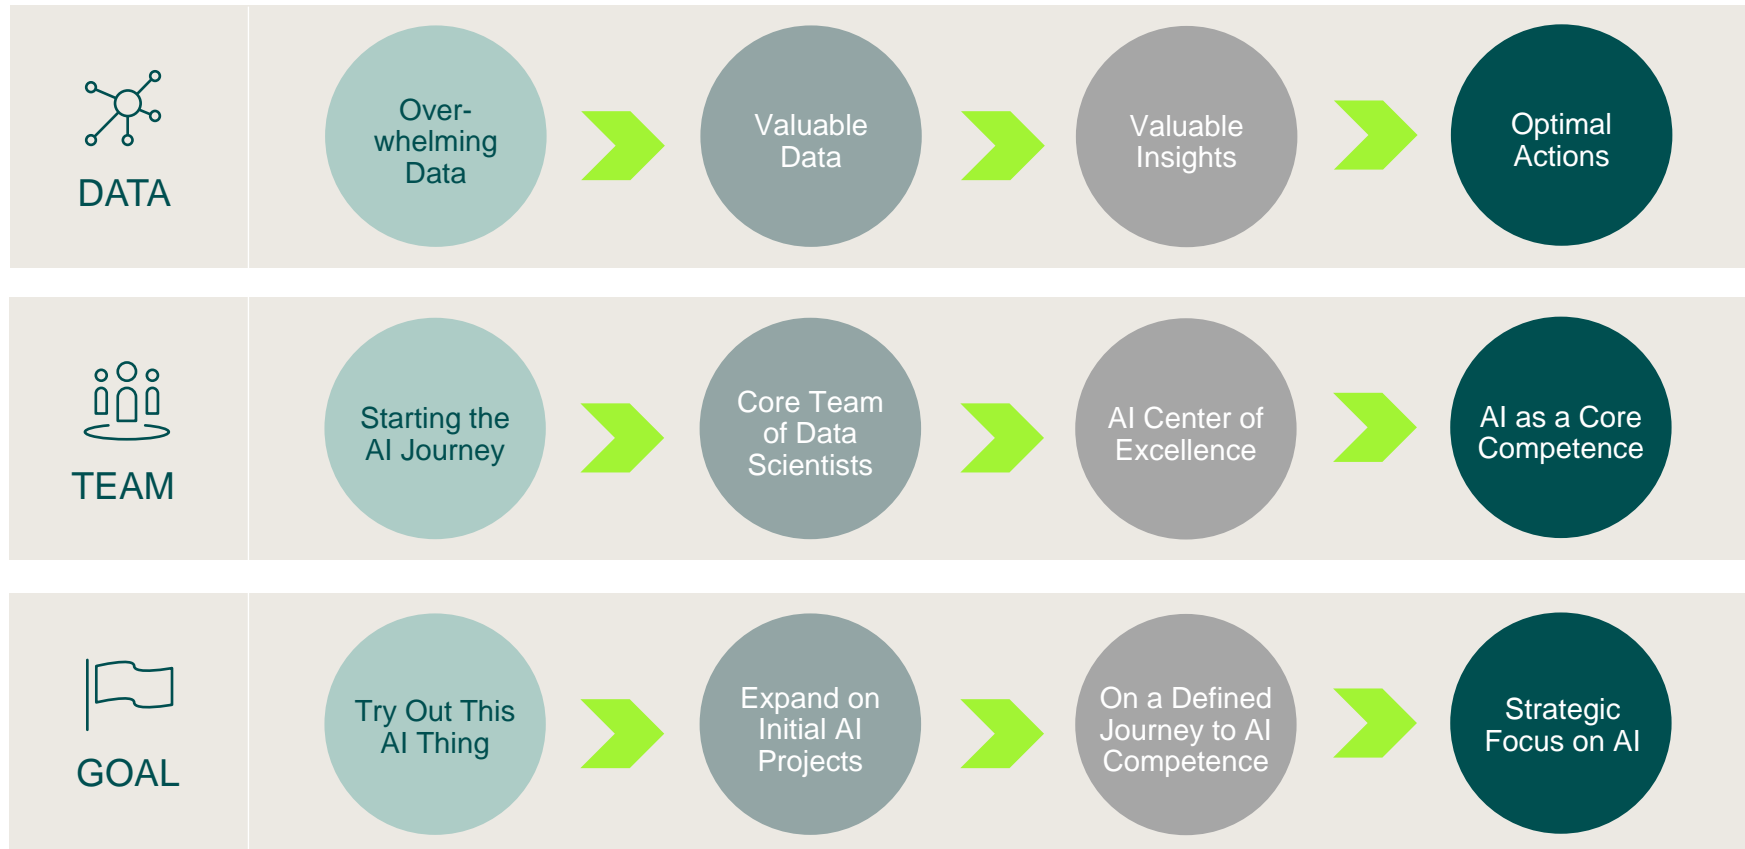 DATA
Over-
whelming
Data
Valuable
Data
Valuable
Insights
Optimal
Actions
TEAM
Starting the
AI Journey
Core Team
of Data
Scientists
AI Center of
Excellence
AI as a Core
Competence
GOAL
Try Out This
AI Thing
Expand on
Initial AI
Projects
On a Defined
Journey to AI
Competence
Strategic
Focus on AI